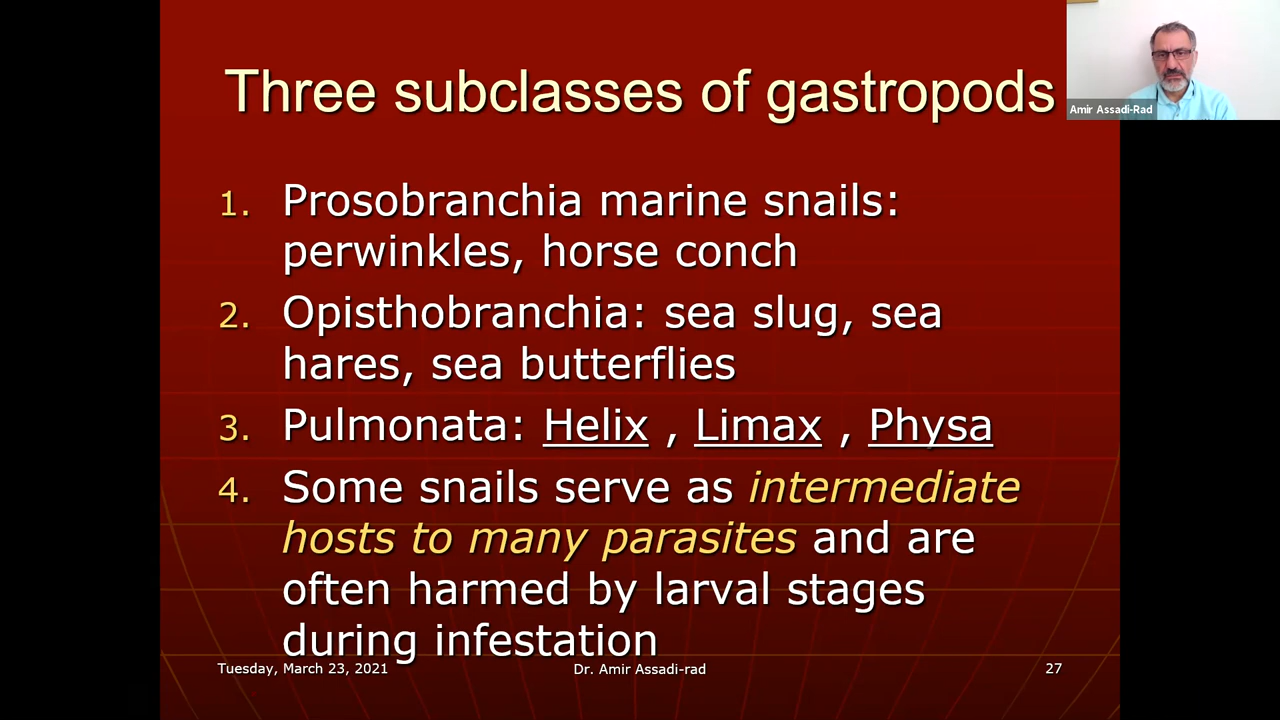 Three subclasses of gastropods
Amir Assadi-Rad
1. Prosobranchia marine snails:
perwinkles, horse conch
2. Opisthobranchia: sea slug, sea
hares, sea butterflies
3. Pulmonata: Helix , Limax , Physa
4. Some snails serve as intermediate
hosts to many parasites and are
often harmed by larval stages
during infestation
Tuesday, March 23, 2021
Dr. Amir Assadi-rad
27